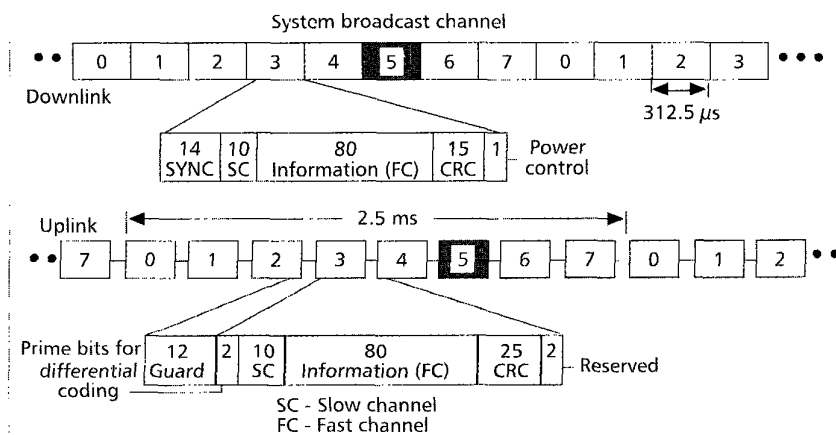 System broadcast channel
0 1 2 3 4 5 6 7 0 1 2 3
Downlink
312.5 µs
14 SYNC
10 SC
80 Information (FC)
15 CRC
1
Power control
Uplink
2.5 ms
7 0 1 2 3 4 5 6 7 0 1 2
Prime bits for differential coding
12 Guard
2
10 SC
80 Information (FC)
25 CRC
2
Reserved
SC - Slow channel
FC - Fast channel